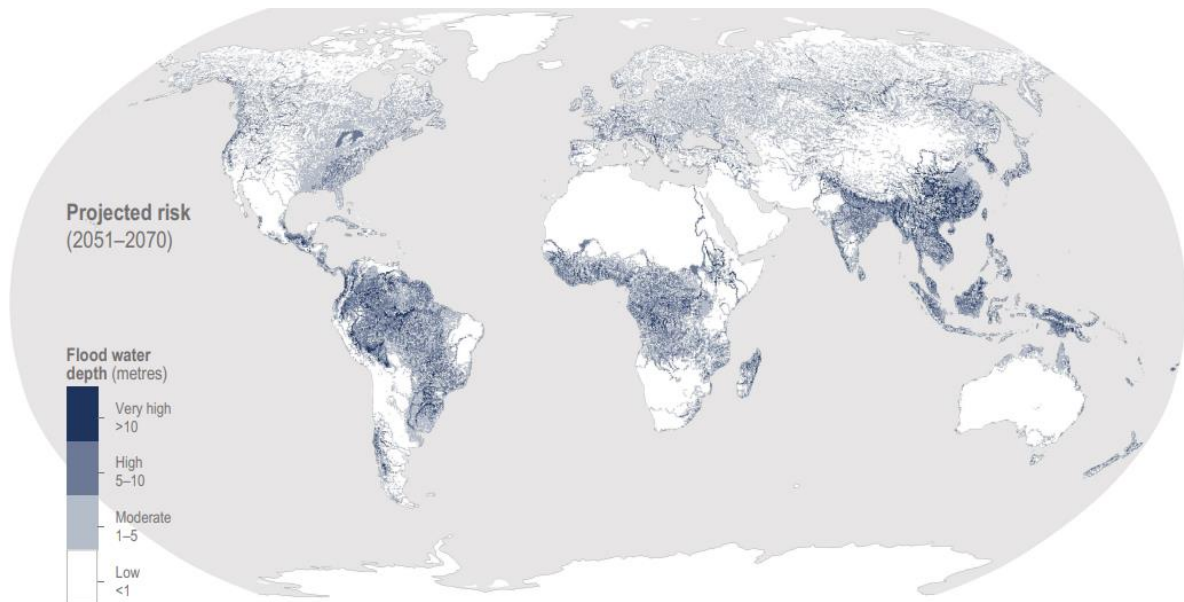 Projected risk
(2051–2070)
Flood water
depth (metres)
Very high
>10
High
5–10
Moderate
1–5
Low
<1